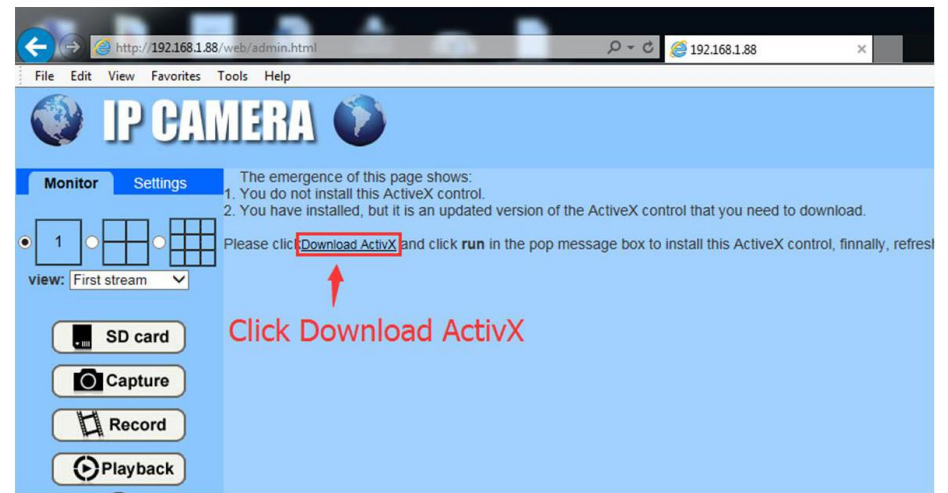 http://192.168.1.88/web/admin.html
192.168.1.88
File Edit View Favorites Tools Help
IP CAMERA
Monitor Settings
The emergence of this page shows:
1. You do not install this ActiveX control.
2. You have installed, but it is an updated version of the ActiveX control that you need to download.
1
Please click Download ActivX and click run in the pop message box to install this ActiveX control, finnally, refresh
view: First stream
Click Download ActivX
SD card
Capture
Record
Playback